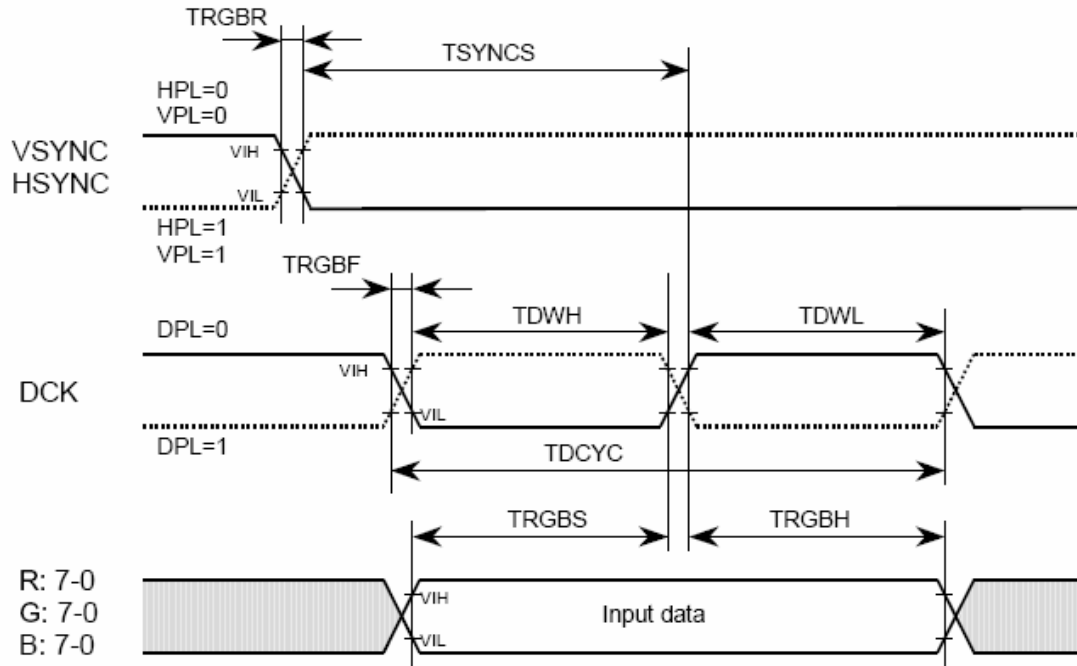 TRGBR
TSYNCS
HPL=0
VPL=0
VSYNC
HSYNC
VIH
VIL
HPL=1
VPL=1
TRGBF
TDWH
TDWL
DPL=0
VIH
DCK
VIL
DPL=1
TDCYC
TRGBS
TRGBH
R: 7-0
G: 7-0
B: 7-0
VIH
Input data
VIL